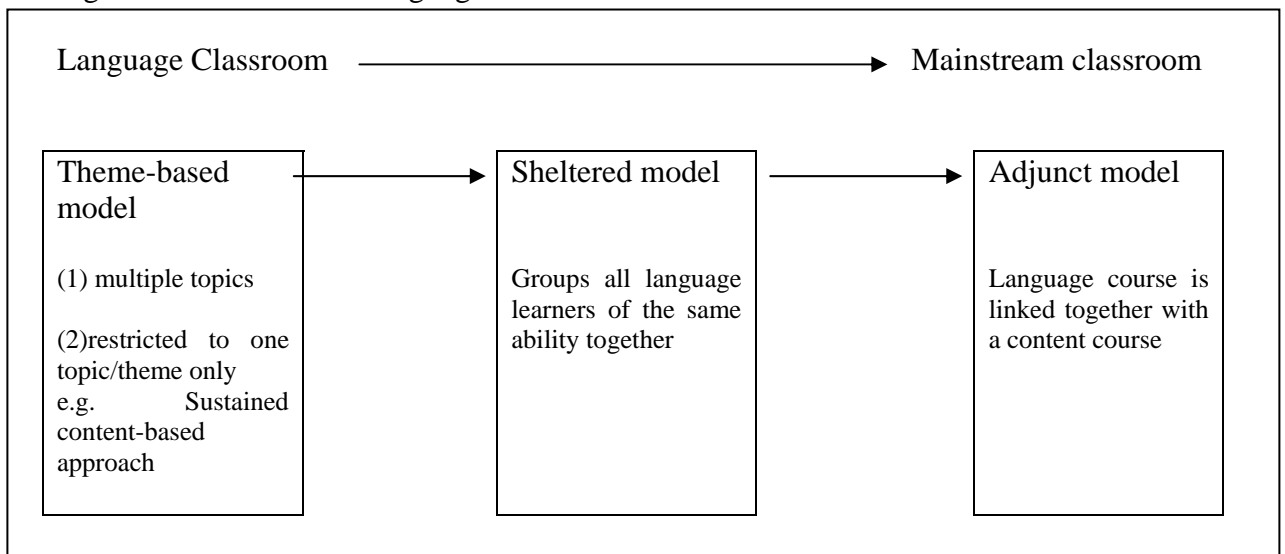 Language Classroom
Mainstream classroom
Theme-based
model
(1) multiple topics
(2)restricted to one
topic/theme only
e.g. Sustained
content-based
approach
Sheltered model
Groups all language
learners of the same
ability together
Adjunct model
Language course is
linked together with
a content course